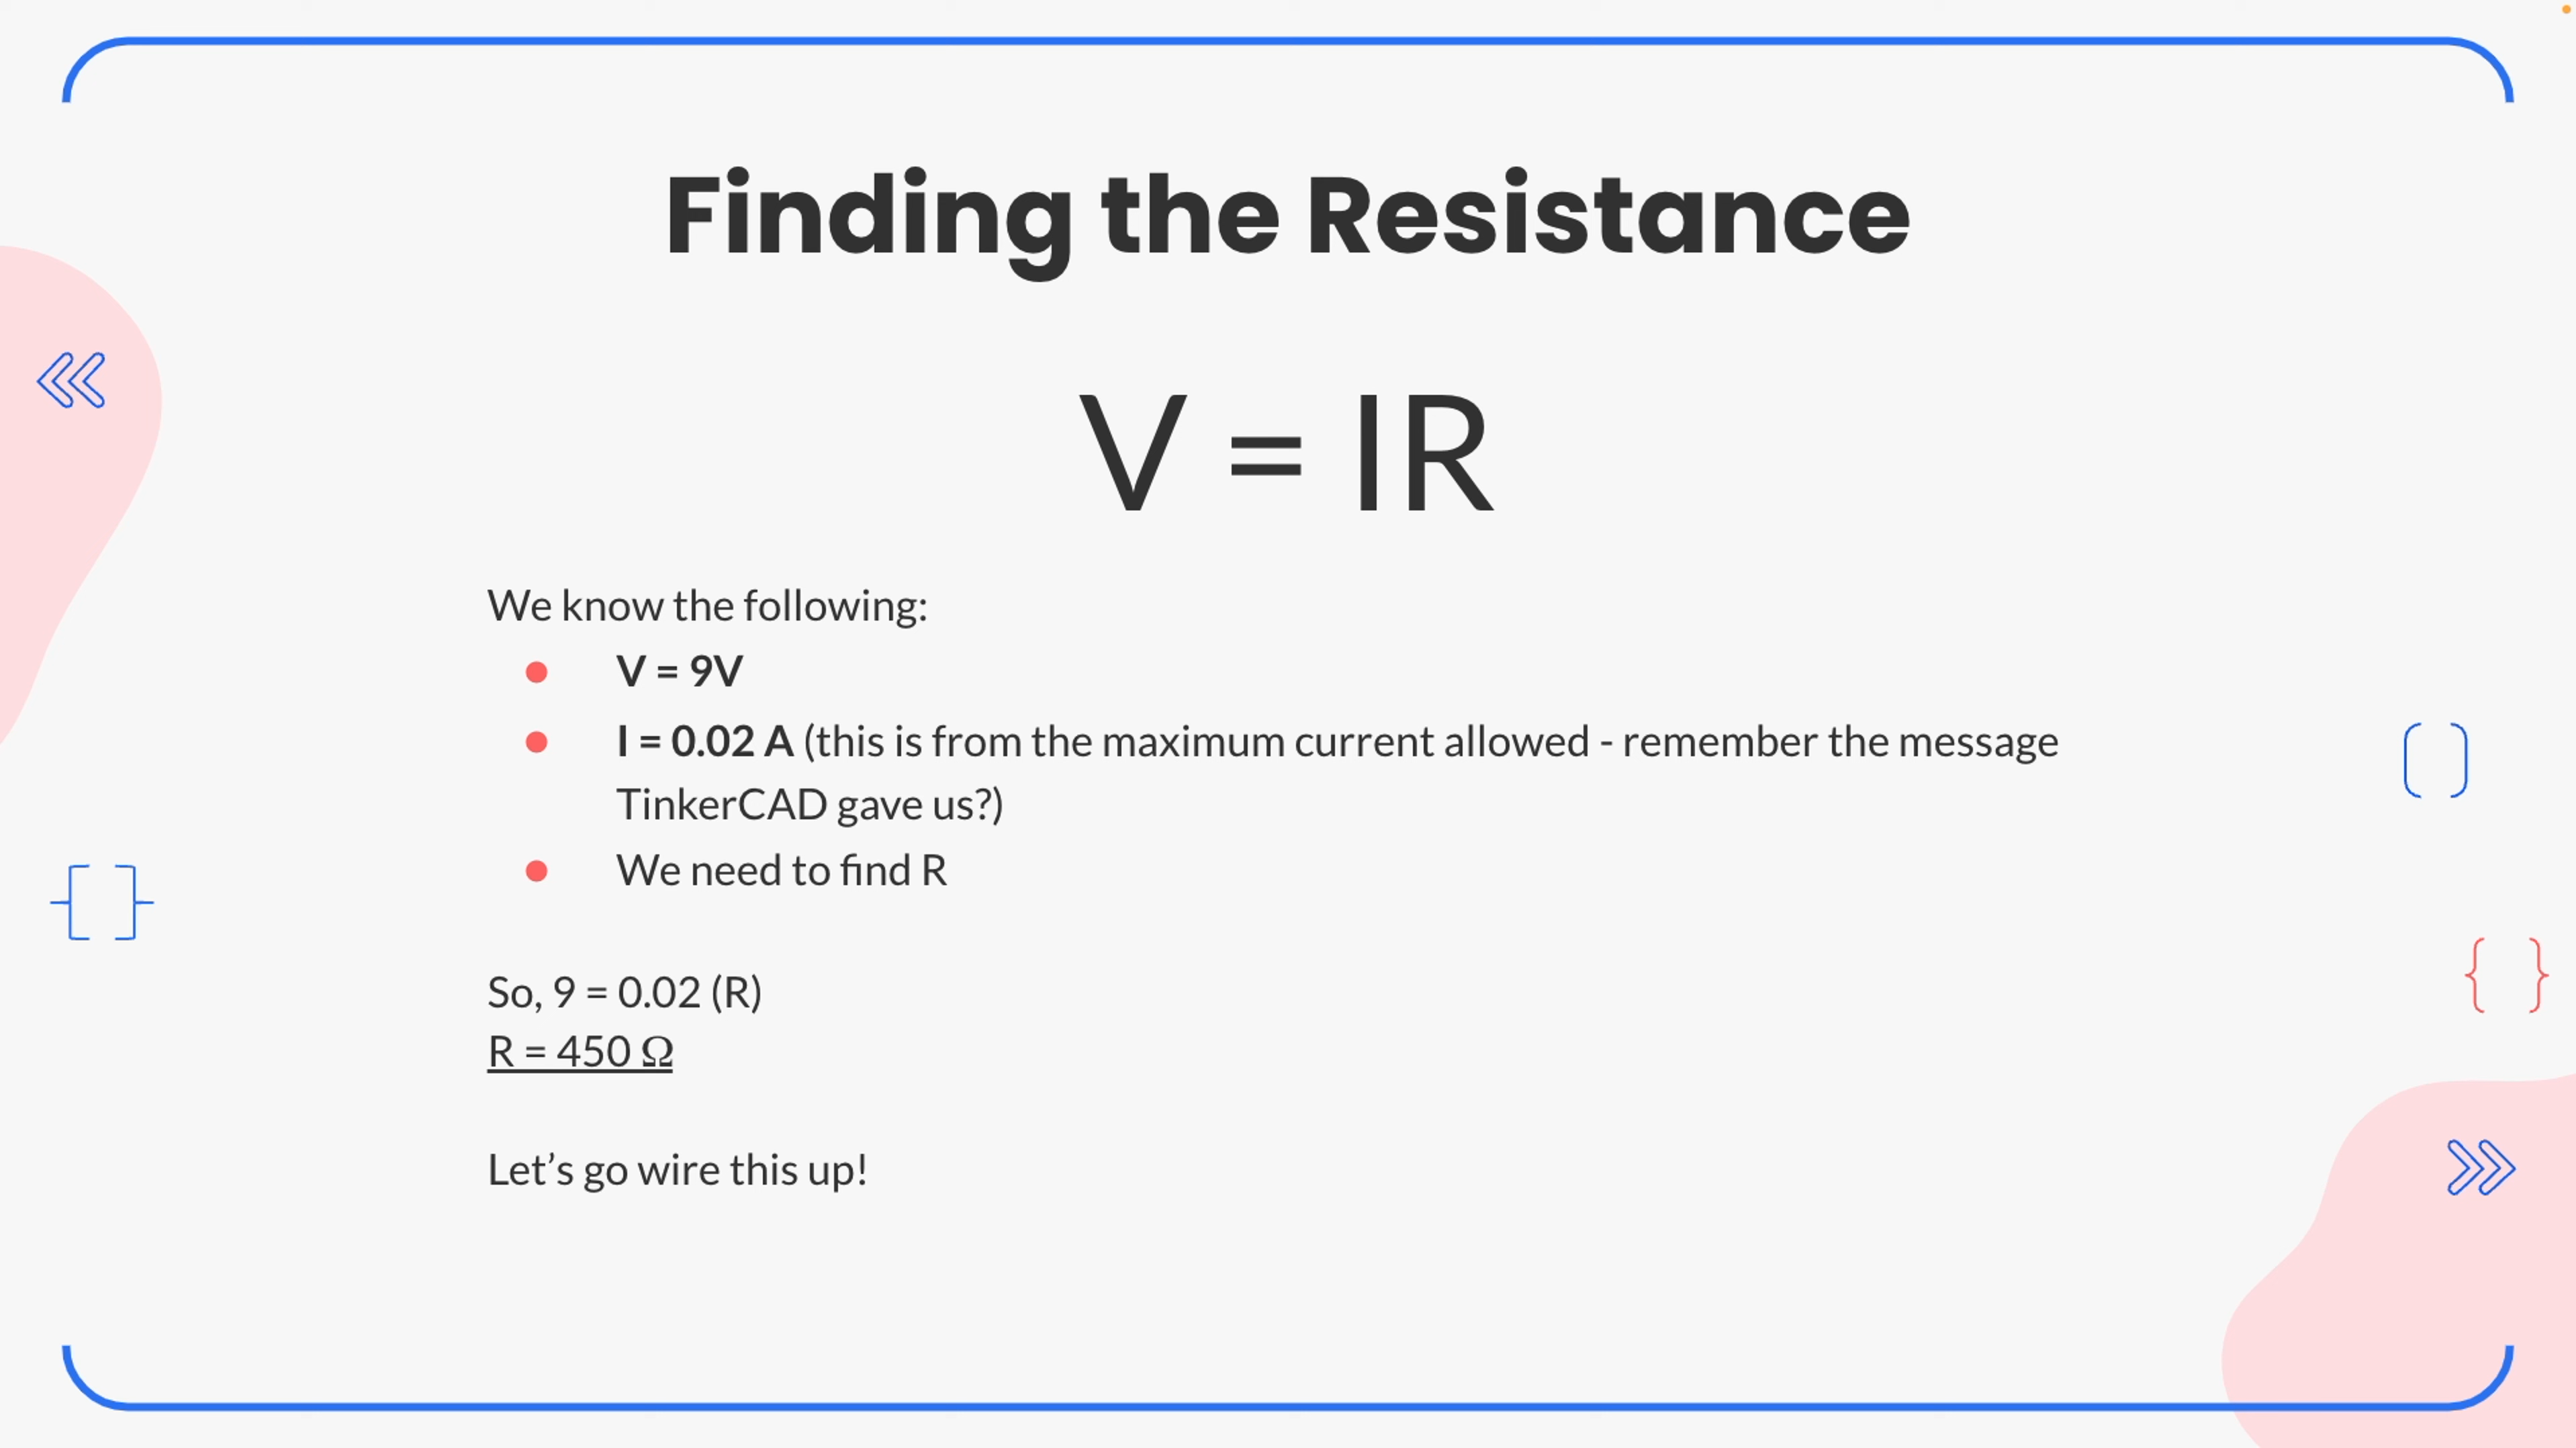 Finding the Resistance
V = IR
We know the following:
● V = 9V
● I = 0.02 A (this is from the maximum current allowed - remember the message
TinkerCAD gave us?)
● We need to find R
So, 9 = 0.02 (R)
R = 450 Ω
Let’s go wire this up!